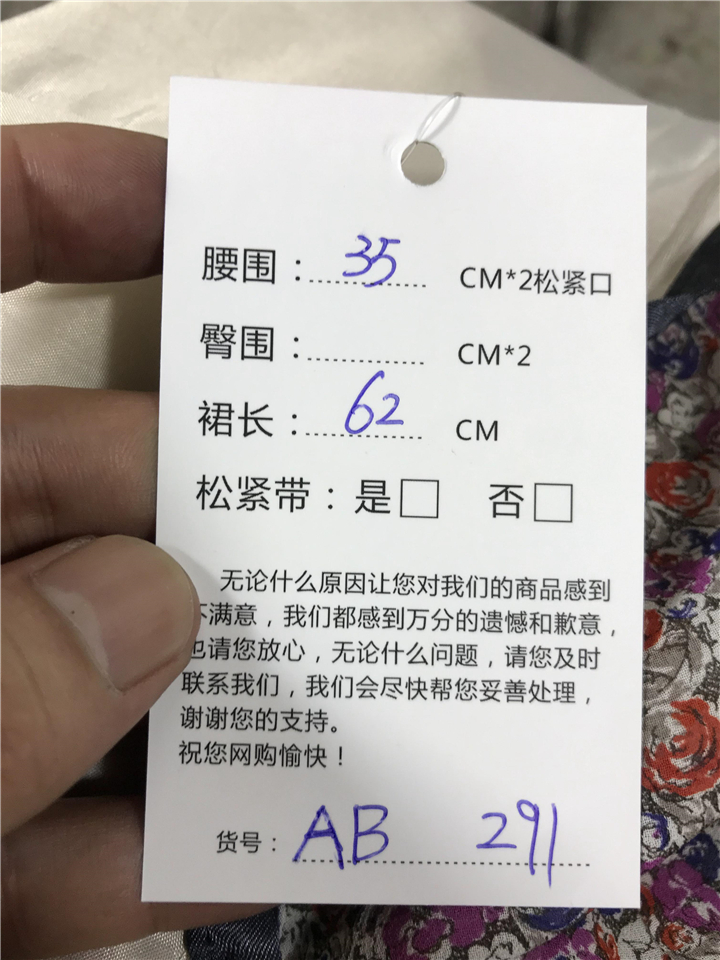 腰围：35 CM*2松紧口
臀围： CM*2
裙长：62 CM
松紧带：是□ 否□
无论什么原因让您对我们的商品感到
不满意，我们都感到万分的遗憾和歉意，
也请您放心，无论什么问题，请您及时
联系我们，我们会尽快帮您妥善处理，
谢谢您的支持。
祝您网购愉快！
货号：AB 291